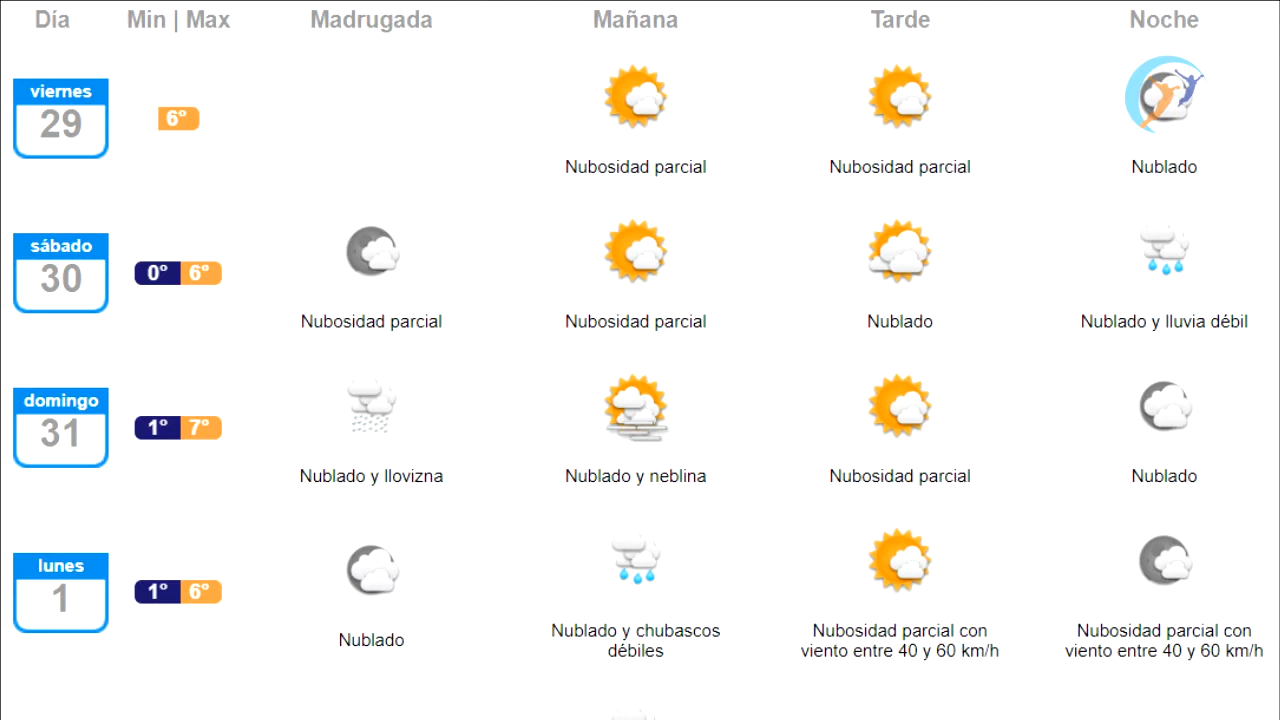 Día Min | Max Madrugada Mañana Tarde Noche
viernes
29
6°
Nubosidad parcial Nubosidad parcial Nublado
sábado
30
0° 6°
Nubosidad parcial Nubosidad parcial Nublado Nublado y lluvia débil
domingo
31
1° 7°
Nublado y llovizna Nublado y neblina Nubosidad parcial Nublado
lunes
1
1° 6°
Nublado
Nublado y chubascos
débiles
Nubosidad parcial con
viento entre 40 y 60 km/h
Nubosidad parcial con
viento entre 40 y 60 km/h